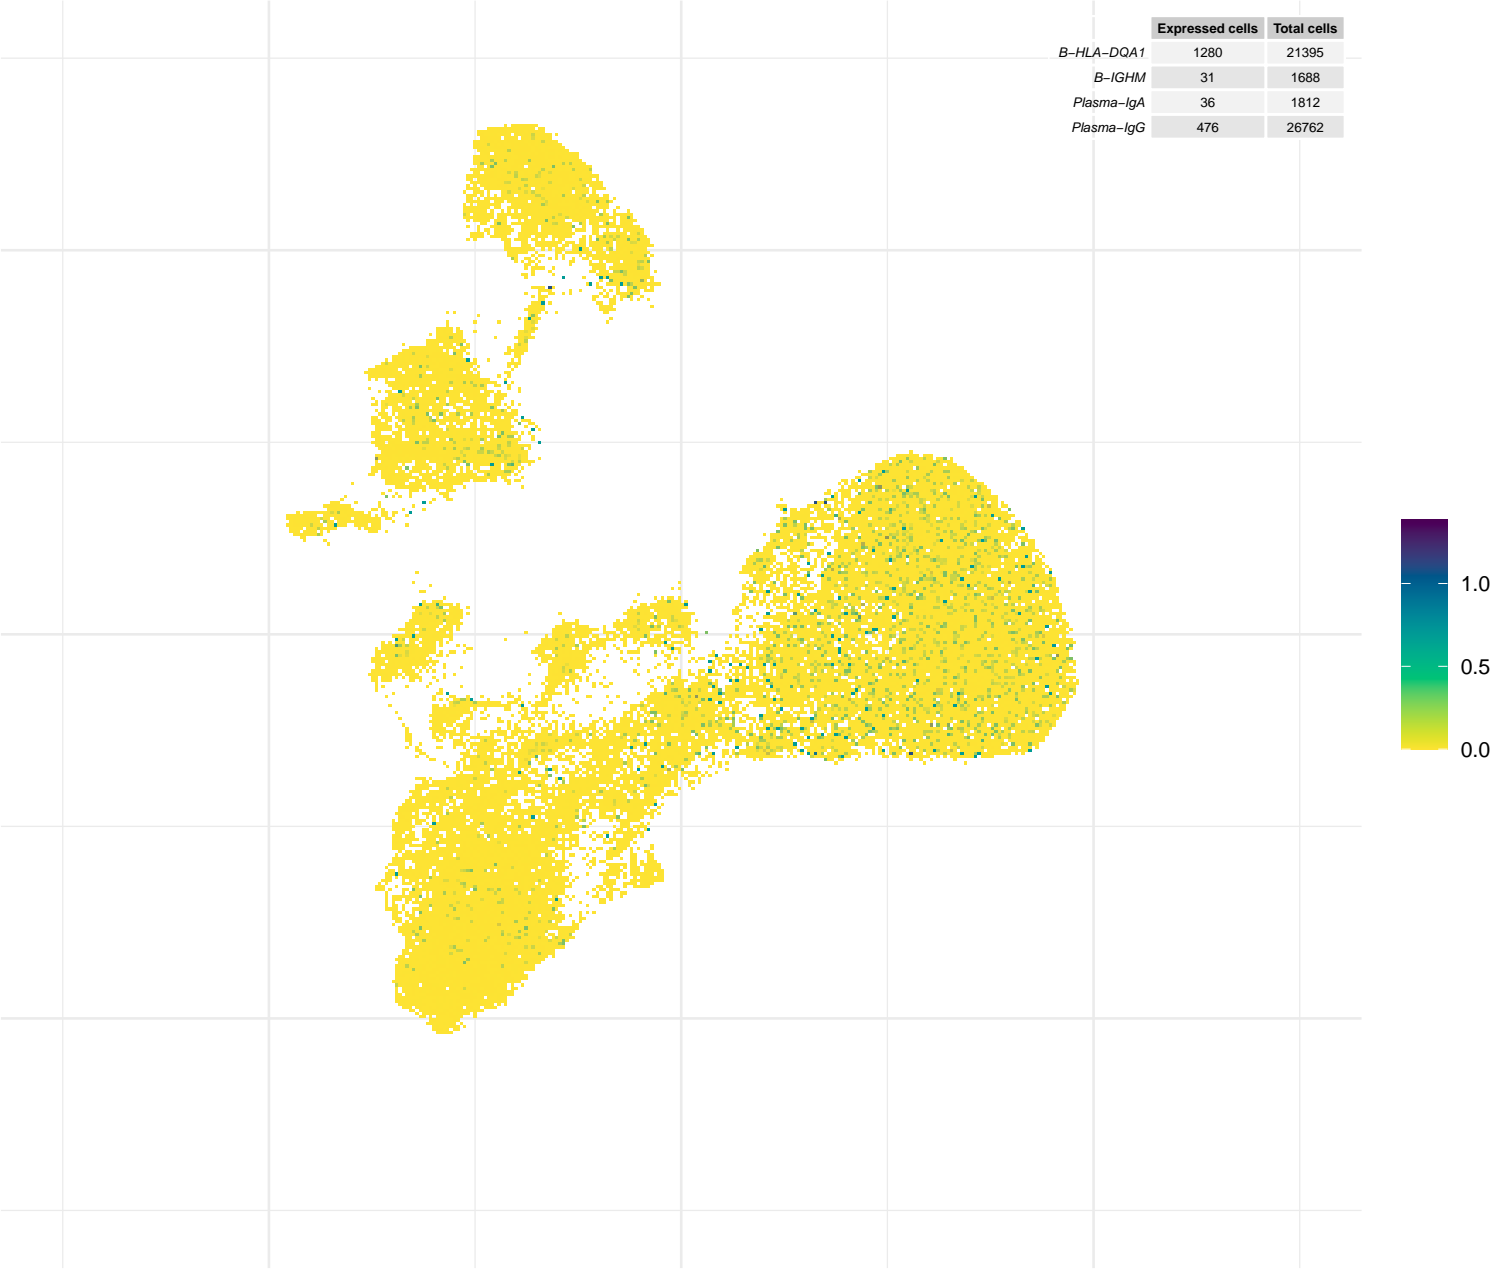 Expressed cells Total cells
B−HLA−DQA1 1280 21395
B−IGHM 31 1688
Plasma−IgA 36 1812
Plasma−IgG 476 26762
1.0
0.5
0.0